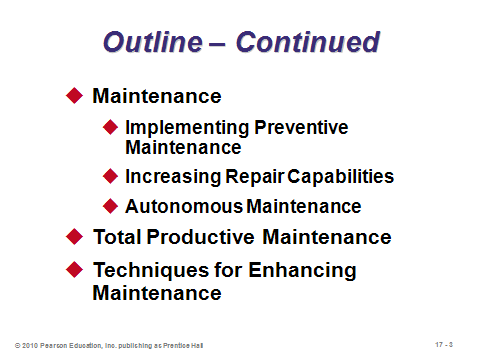 Outline – Continued
Maintenance
Implementing Preventive
Maintenance
Increasing Repair Capabilities
Autonomous Maintenance
Total Productive Maintenance
Techniques for Enhancing
Maintenance
© 2010 Pearson Education, Inc. publishing as Prentice Hall
17 - 3